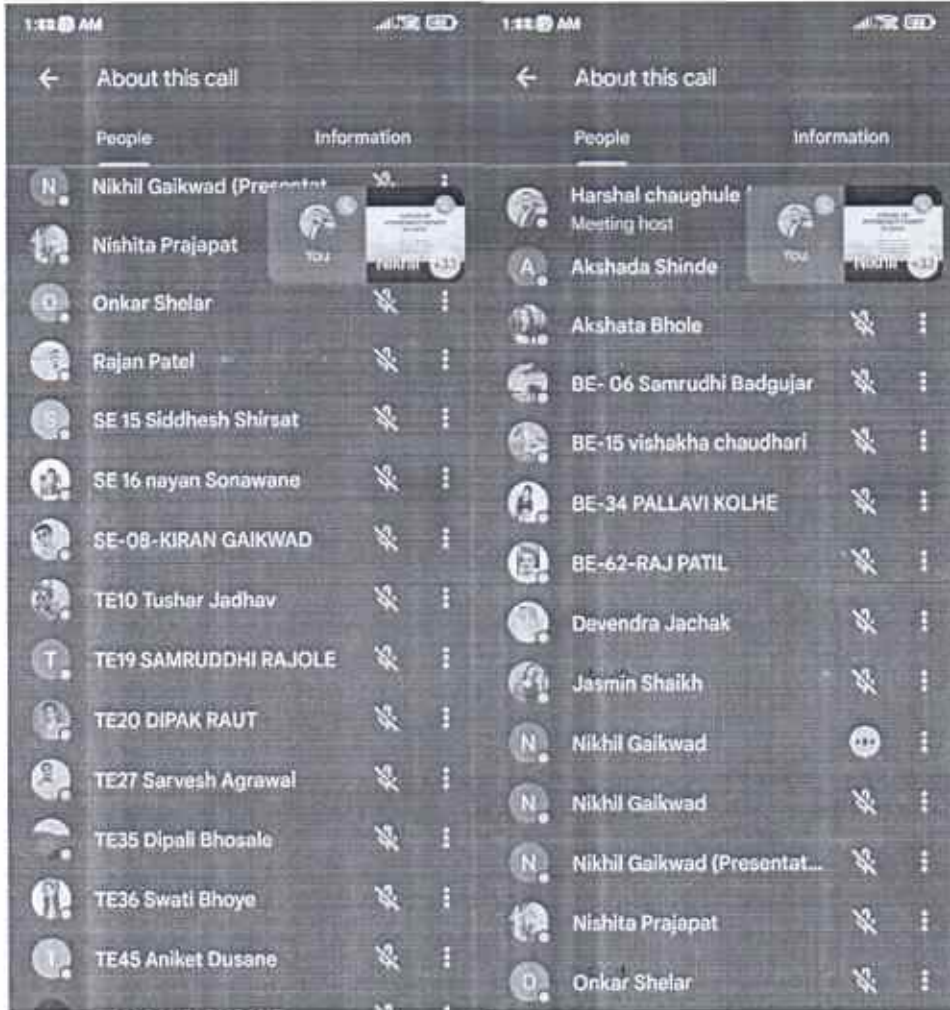 AM
About this call
People Information
Nikhil Gaikwad (Presentat
Nishita Prajapat
You
Nikhil
+33
Onkar Shelar
Rajan Patel
SE 15 Siddhesh Shirsat
SE 16 nayan Sonawane
SE-08-KIRAN GAIKWAD
TE10 Tushar Jadhav
TE19 SAMRUDDHI RAJOLE
TE20 DIPAK RAUT
TE27 Sarvesh Agrawal
TE35 Dipali Bhosale
TE36 Swati Bhoye
TE45 Aniket Dusane
AM
About this call
People Information
Harshal chaughule
Meeting host
You
Nikhil
+33
Akshada Shinde
Akshata Bhole
BE- 06 Samrudhi Badgujar
BE-15 vishakha chaudhari
BE-34 PALLAVI KOLHE
BE-62-RAJ PATIL
Devendra Jachak
Jasmin Shaikh
Nikhil Gaikwad
Nikhil Gaikwad
Nikhil Gaikwad (Presentat...
Nishita Prajapat
Onkar Shelar